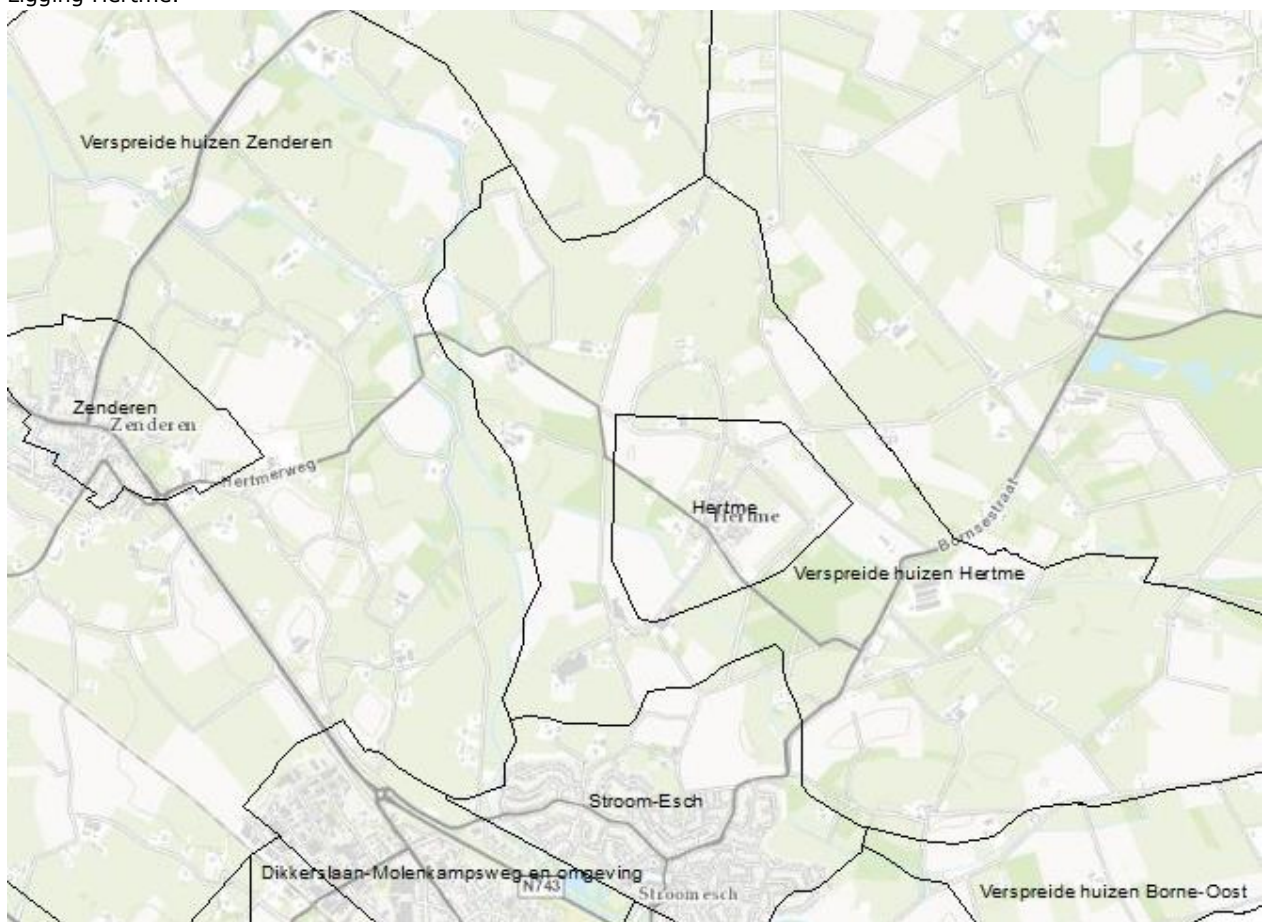 Ligging Hertme.
Verspreide huizen Zenderen
Zenderen
Zenderen
Hertmerweg
Hertme
Hertme
Bornsestraat
Verspreide huizen Hertme
Stroom-Esch
Dikkerslaan-Molenkampsweg en omgeving
N743
Stroomesch
Verspreide huizen Borne-Oost